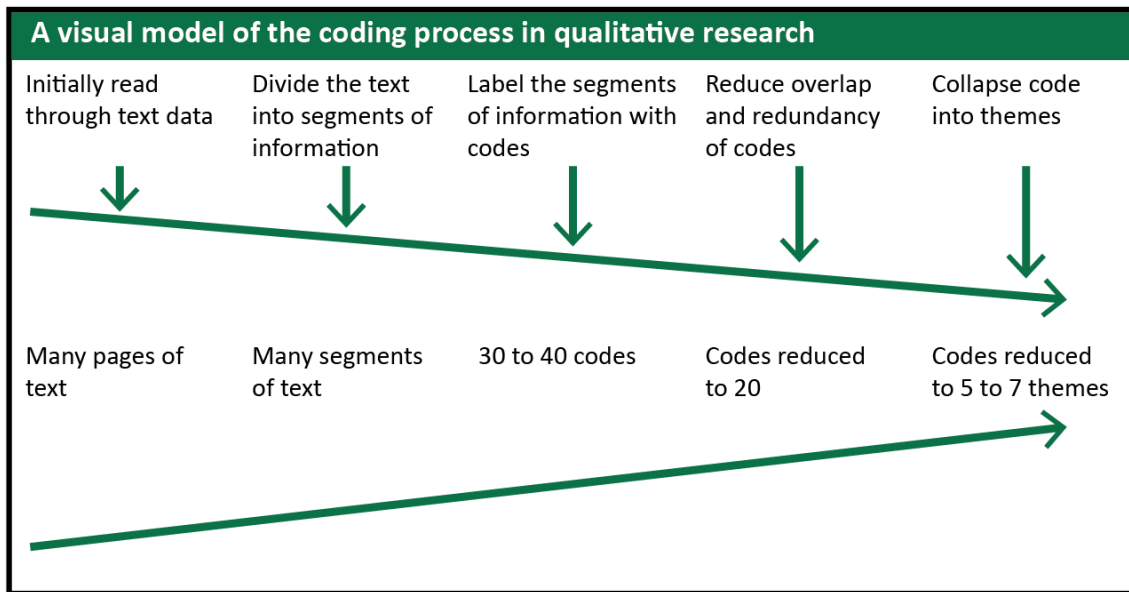 A visual model of the coding process in qualitative research
Initially read
through text data
Divide the text
into segments of
information
Label the segments
of information with
codes
Reduce overlap
and redundancy
of codes
Collapse code
into themes
Many pages of
text
Many segments
of text
30 to 40 codes
Codes reduced
to 20
Codes reduced
to 5 to 7 themes